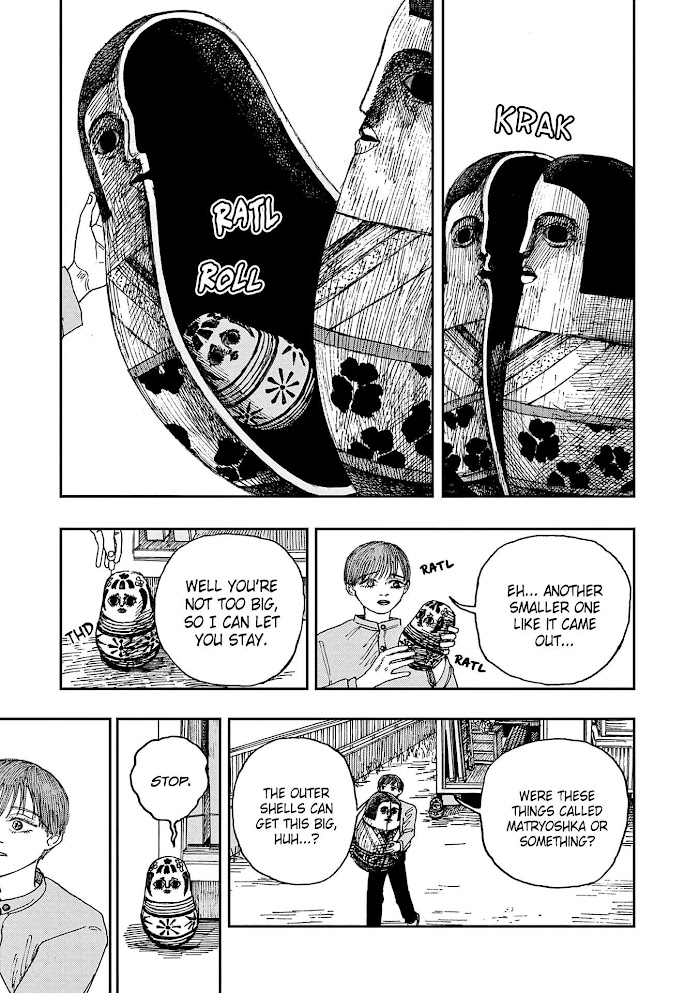 KRAK
RATL
ROLL
EH... ANOTHER
SMALLER ONE
LIKE IT CAME
OUT...
RATL
RATL
WELL YOU'RE
NOT TOO BIG,
SO I CAN LET
YOU STAY.
THD
WERE THESE
THINGS CALLED
MATRYOSHKA OR
SOMETHING?
THE OUTER
SHELLS CAN
GET THIS BIG,
HUH...?
STOP.